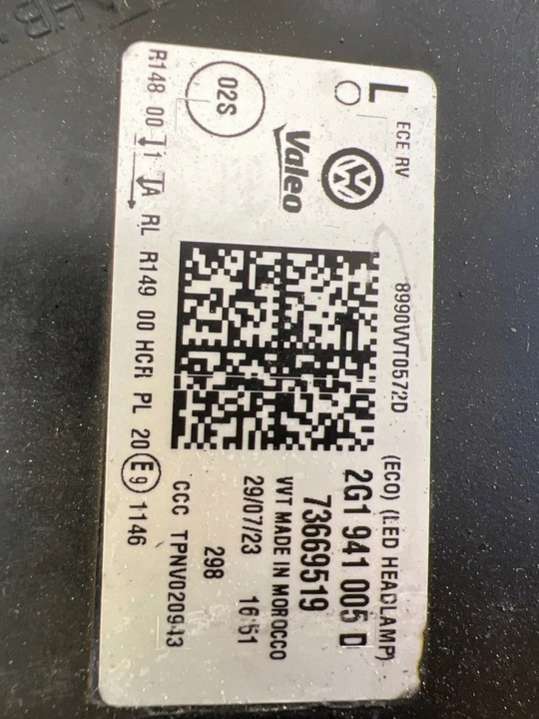 L
ECE RV
8990VVT0572D
(ECO) (LED HEADLAMP)
2G1 941 005 D
73669519
VVT MADE IN MOROCCO
29/07/23 16:51
298
Valeo
02S
CCC TPNV020943
R148 00 1 A RL R149 00 HCR PL 20 E9 1146